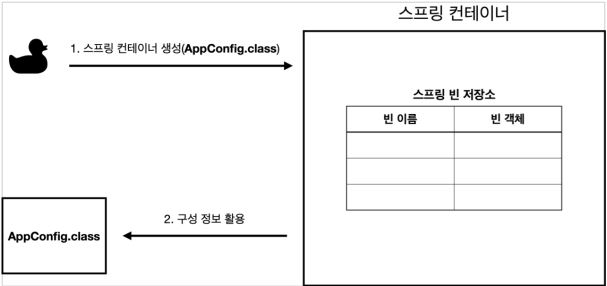 스프링 컨테이너
1. 스프링 컨테이너 생성(AppConfig.class)
스프링 빈 저장소
빈 이름 빈 객체
2. 구성 정보 활용
AppConfig.class